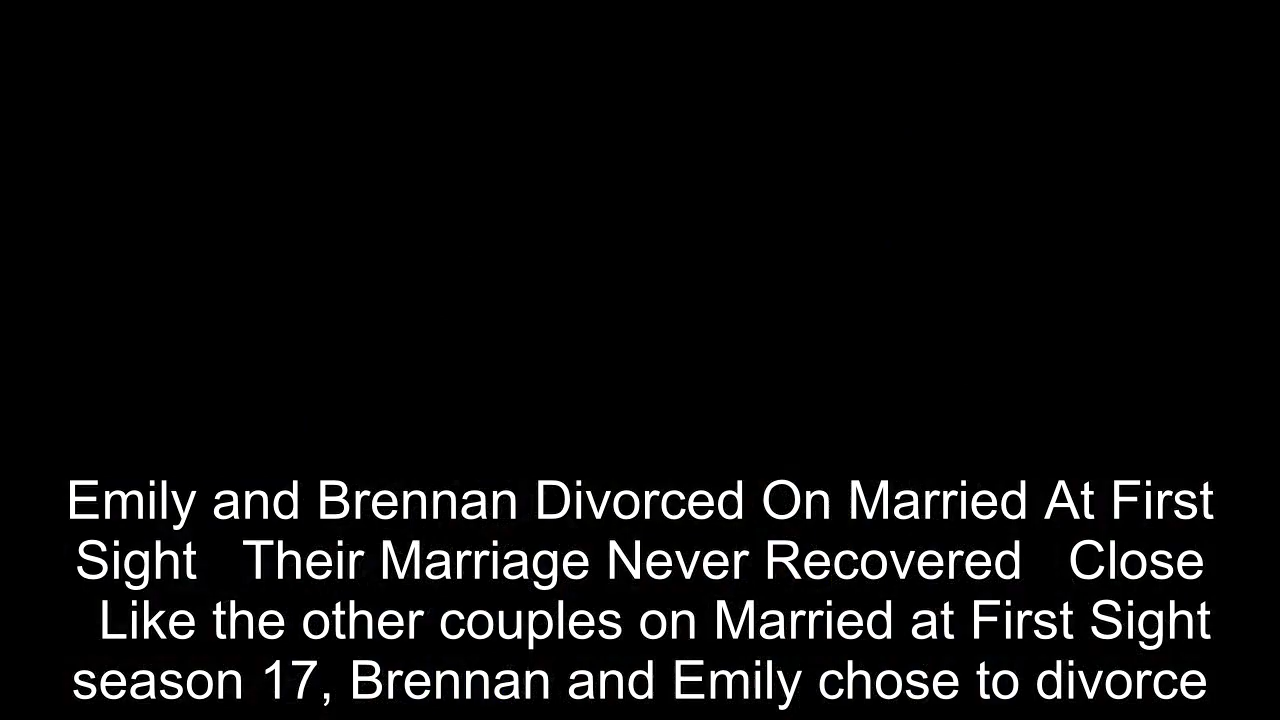 Emily and Brennan Divorced On Married At First
Sight   Their Marriage Never Recovered   Close
Like the other couples on Married at First Sight
season 17, Brennan and Emily chose to divorce